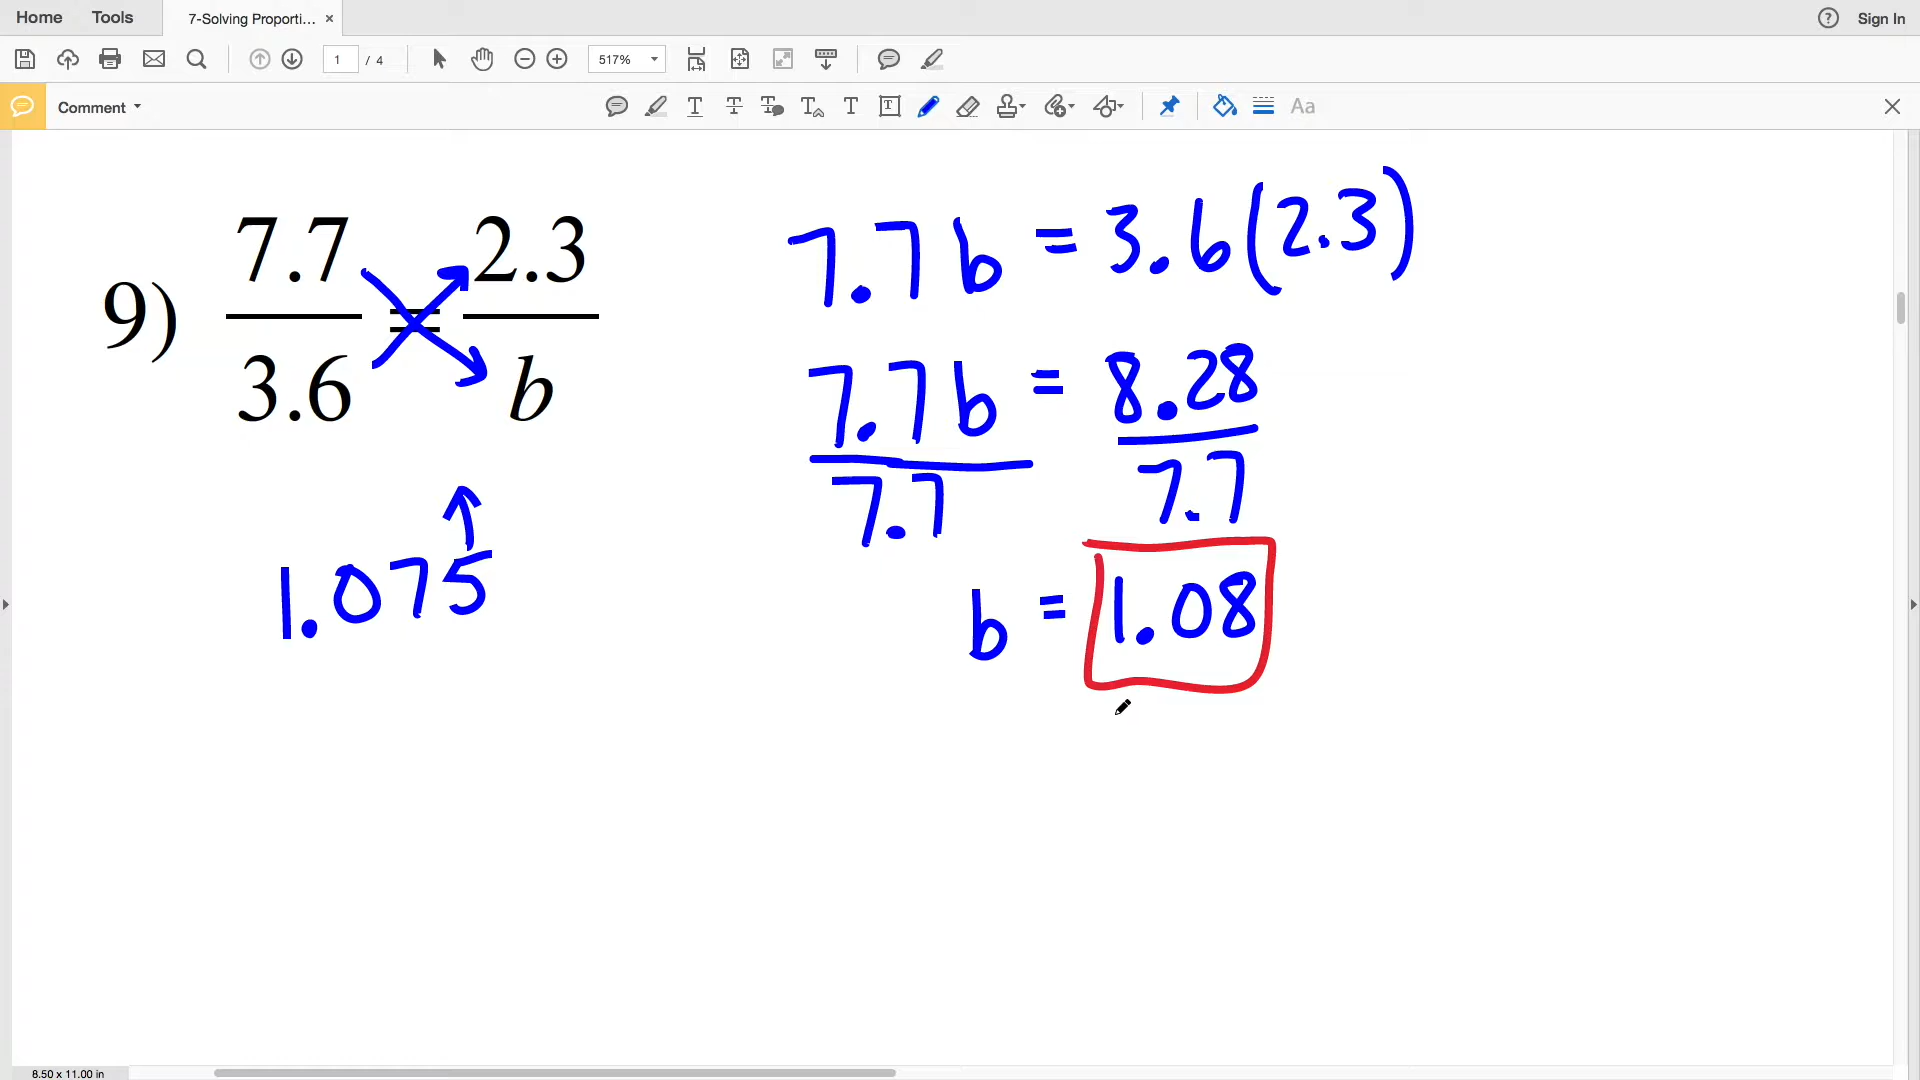 Home Tools 7-Solving Proporti... × ? Sign In
1 / 4 517%
Comment T T T T T T Aa
9) 7.7/3.6 = 2.3/b
7.7b = 3.6(2.3)
7.7b = 8.28
7.7 7.7
1.075
b = 1.08
8.50 x 11.00 in